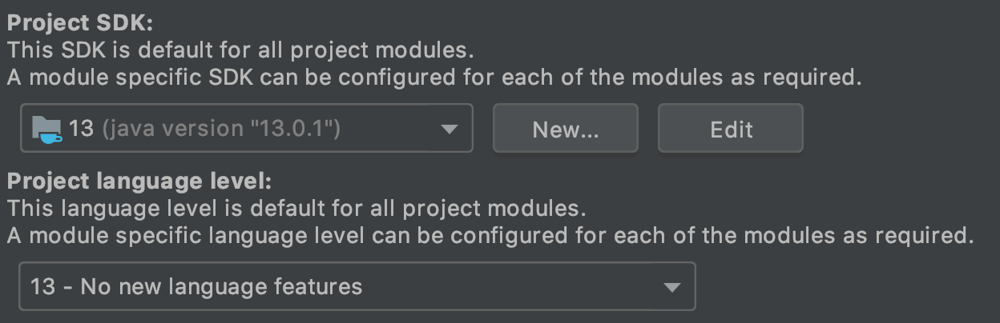 Project SDK:
This SDK is default for all project modules.
A module specific SDK can be configured for each of the modules as required.
13 (java version "13.0.1") New... Edit
Project language level:
This language level is default for all project modules.
A module specific language level can be configured for each of the modules as required.
13 - No new language features